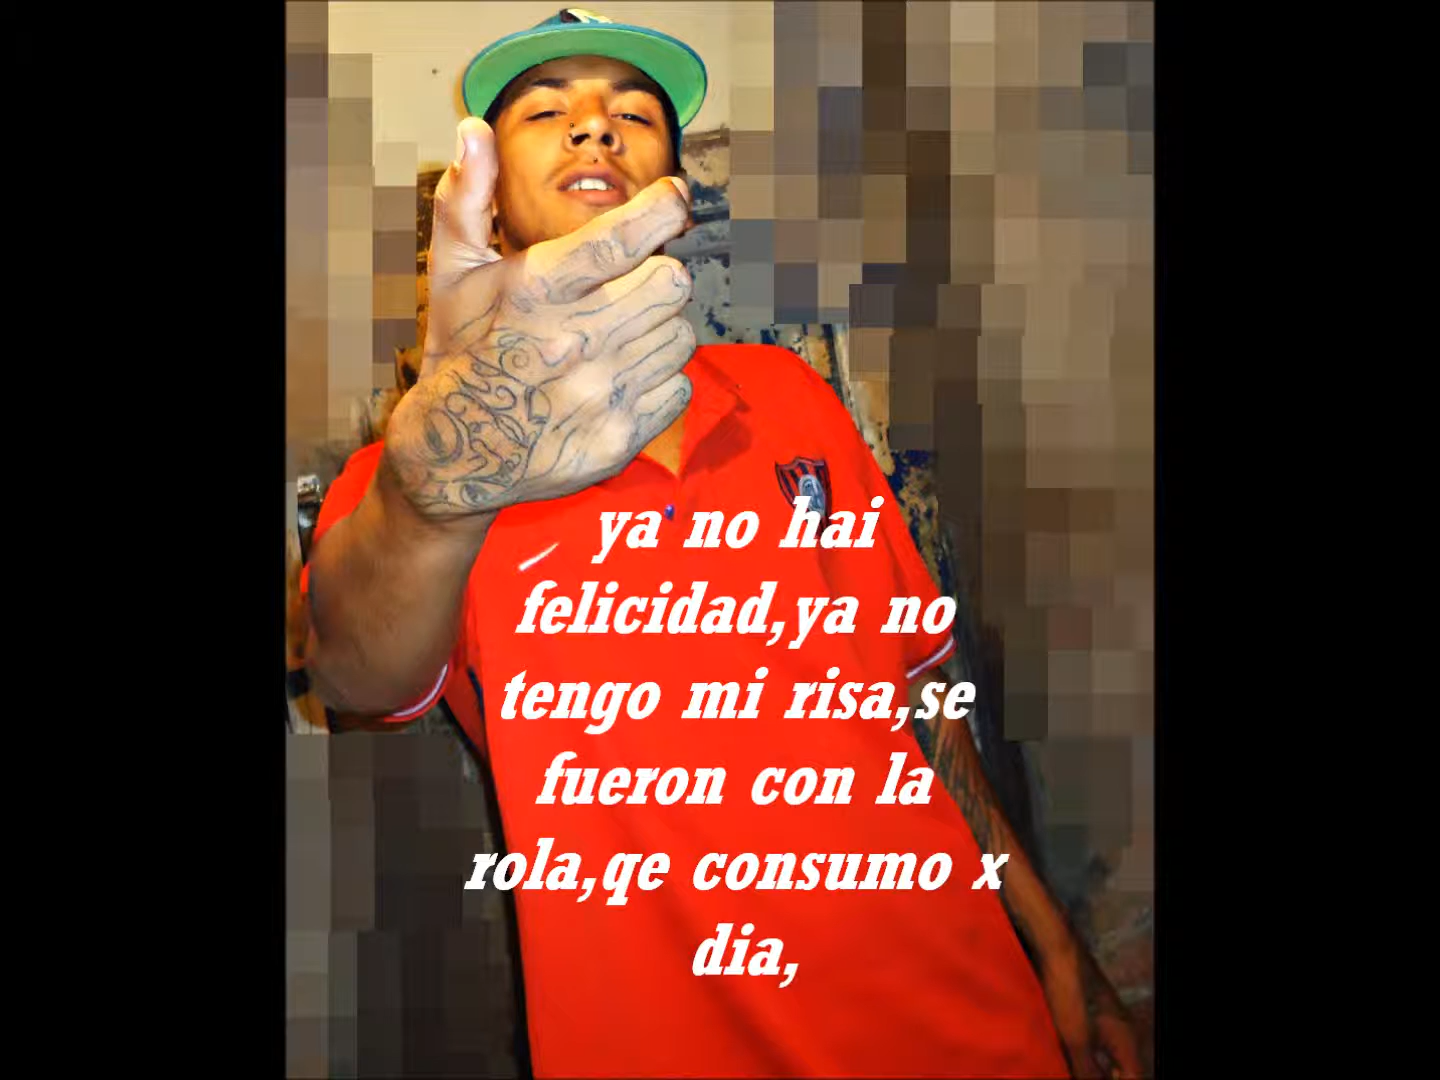 ya no hai
felicidad,ya no
tengo mi risa,se
fueron con la
rola,qe consumo x
dia,